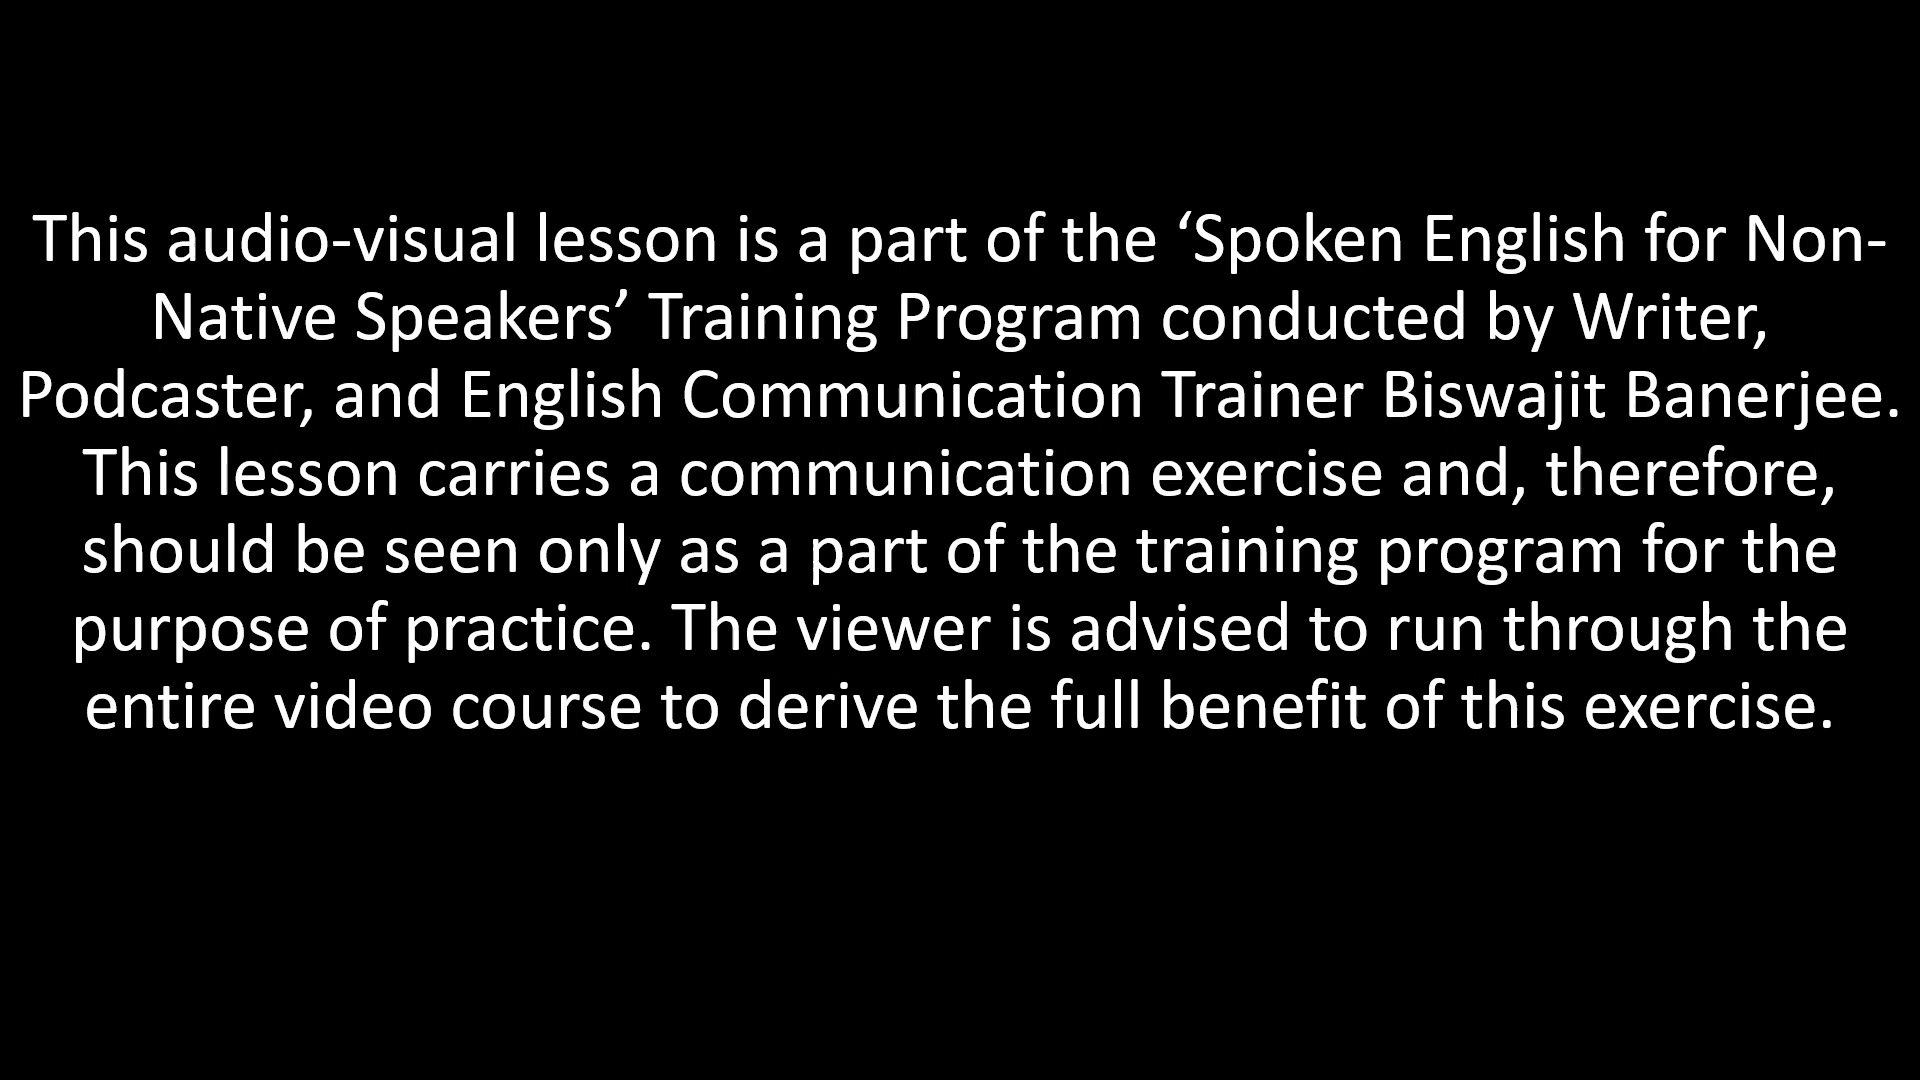 This audio-visual lesson is a part of the ‘Spoken English for Non-
Native Speakers’ Training Program conducted by Writer,
Podcaster, and English Communication Trainer Biswajit Banerjee.
This lesson carries a communication exercise and, therefore,
should be seen only as a part of the training program for the
purpose of practice. The viewer is advised to run through the
entire video course to derive the full benefit of this exercise.